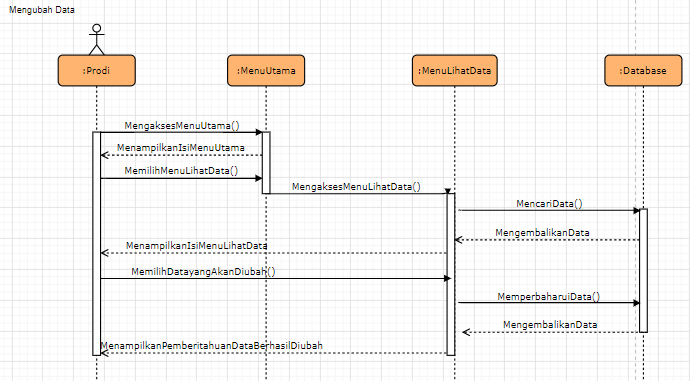 Mengubah Data
:Prodi
:MenuUtama
:MenuLihatData
:Database
MengaksesMenuUtama()
MenampilkanIsiMenuUtama
MemilihMenuLihatData()
MengaksesMenuLihatData()
MencariData()
MengembalikanData
MenampilkanIsiMenuLihatData
MemilihDatayangAkanDiubah()
MemperbaharuiData()
MengembalikanData
MenampilkanPemberitahuanDataBerhasilDiubah